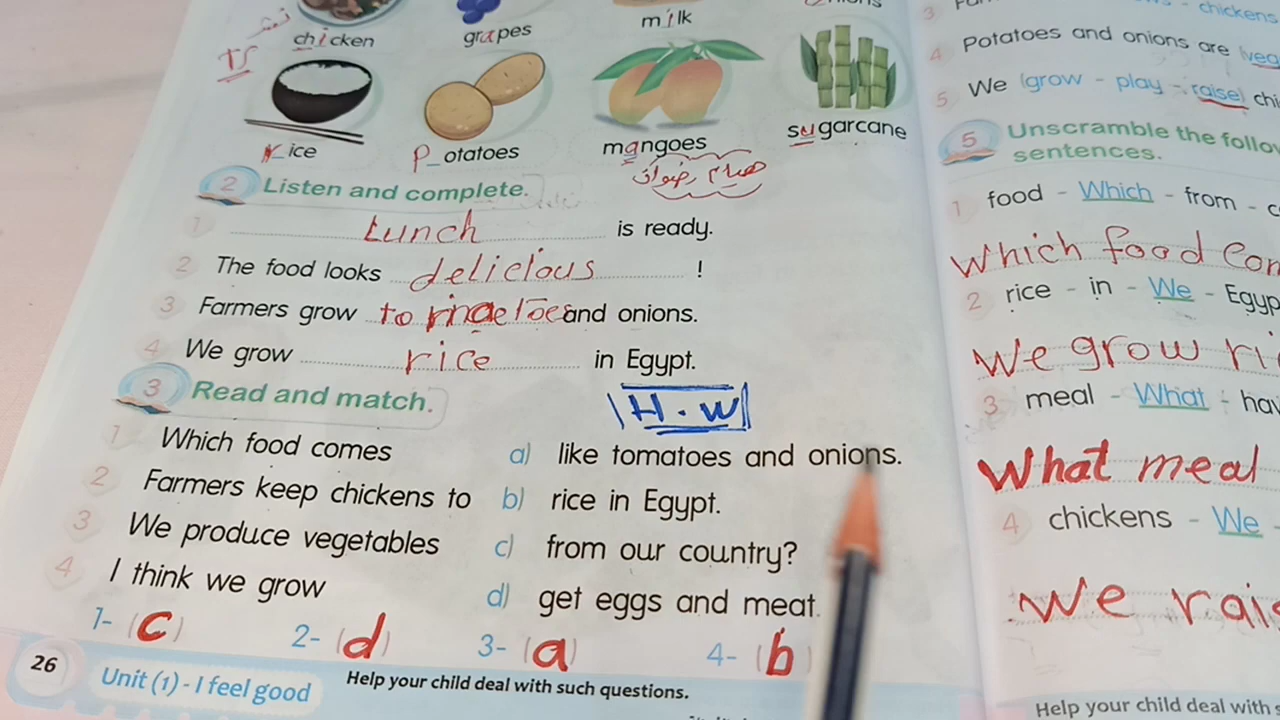 chicken
grapes
milk
rice
p_otatoes
mangoes
sugarcane
هيام رضوان
2 Listen and complete.
1 Lunch is ready.
2 The food looks delicious !
3 Farmers grow and onions.
4 We grow rice in Egypt.
3 Read and match.
H.W
1 Which food comes
a) like tomatoes and onions.
2 Farmers keep chickens to
b) rice in Egypt.
3 We produce vegetables
c) from our country?
4 I think we grow
d) get eggs and meat.
1- (c) 2- (d) 3- (a) 4- (b)
26 Unit (1) - I feel good
Help your child deal with such questions.
3 - chickens
4 Potatoes and onions are
5 We (grow - play - raise)
5 Unscramble the
sentences.
1 food - Which - from -
Which food
2 rice - in - We -
We grow
3 meal - What -
What meal
4 chickens - We -
We
Help your child deal with